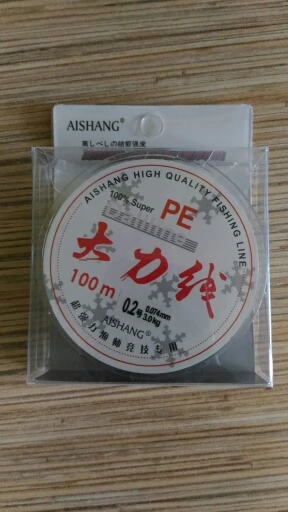 AISHANG®
AISHANG HIGH QUALITY FISHING LINE
100% Super PE
大力线
100m
0.2号 0.074mm
3.0kg
AISHANG®